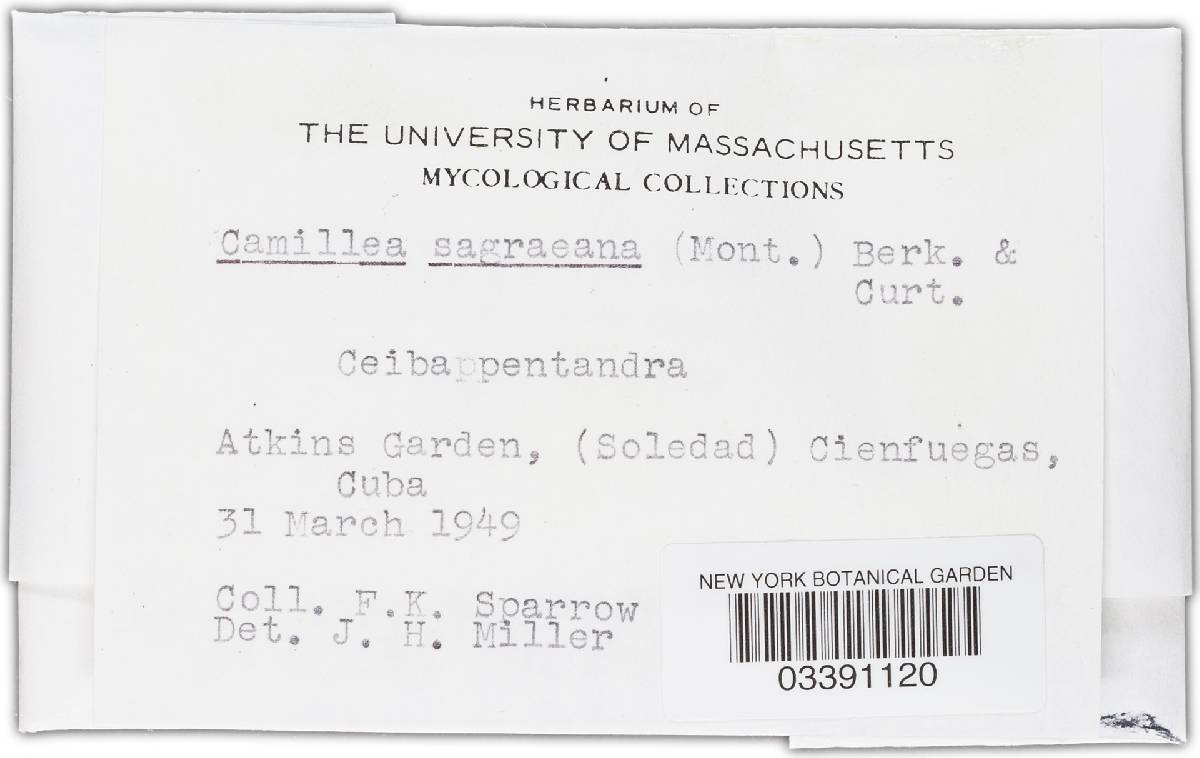 HERBARIUM OF
THE UNIVERSITY OF MASSACHUSETTS
MYCOLOGICAL COLLECTIONS
Camillea sagraeana (Mont.) Berk. &
Curt.
Ceibappentandra
Atkins Garden, (Soledad) Cienfuegas,
Cuba
31 March 1949
Coll. F.K. Sparrow
Det. J. H. Miller
NEW YORK BOTANICAL GARDEN
03391120